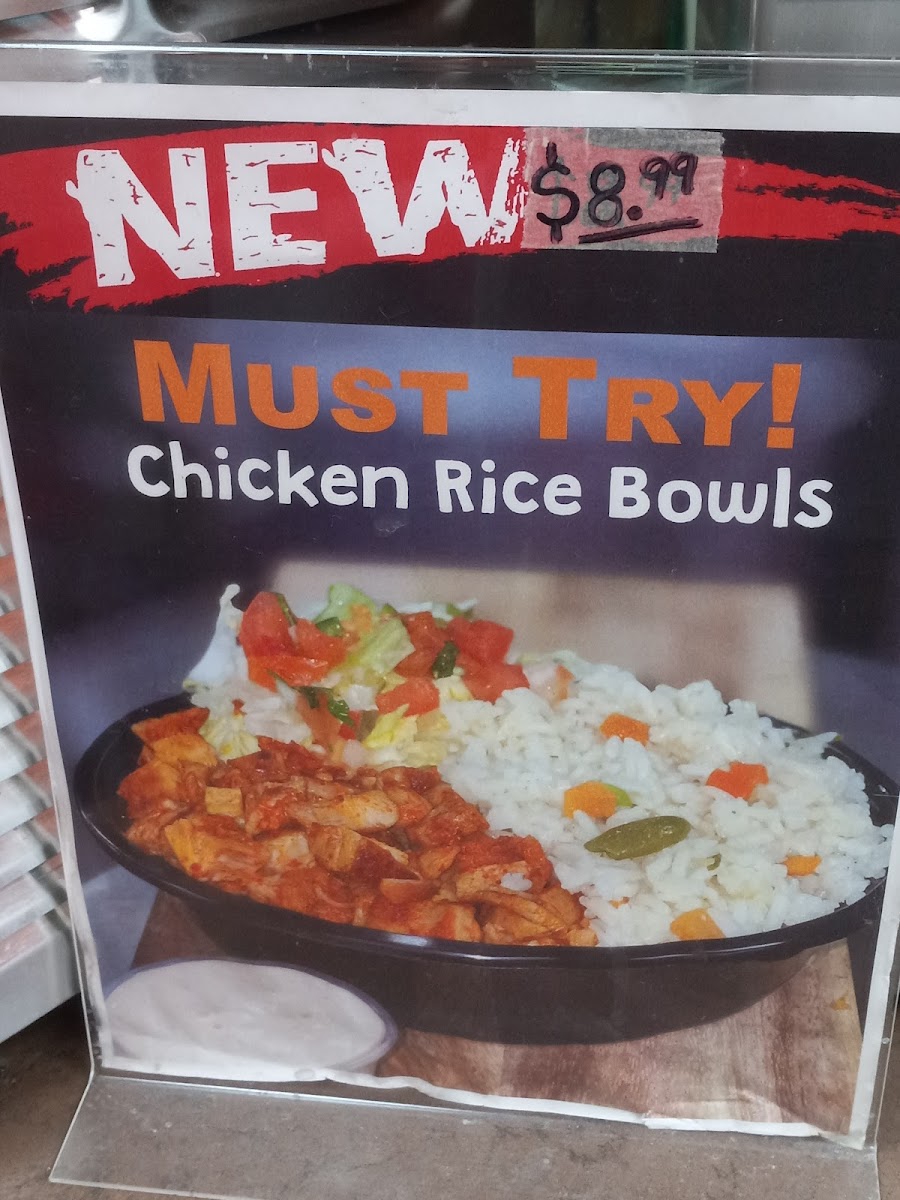 NEW $8.99
Must Try!
Chicken Rice Bowls